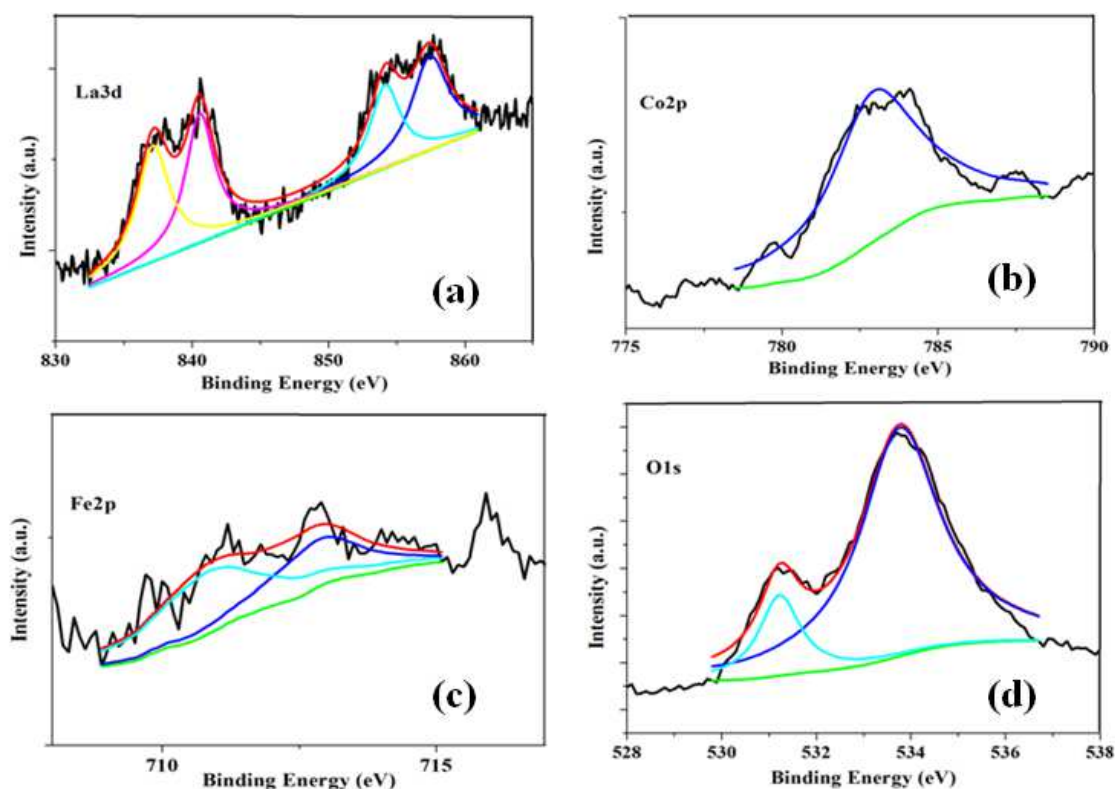 La3d
Intensity (a.u.)
(a)
830 840 850 860
Binding Energy (eV)
Co2p
Intensity (a.u.)
(b)
775 780 785 790
Binding Energy (eV)
Fe2p
Intensity (a.u.)
(c)
710 715
Binding Energy (eV)
O1s
Intensity (a.u.)
(d)
528 530 532 534 536 538
Binding Energy (eV)